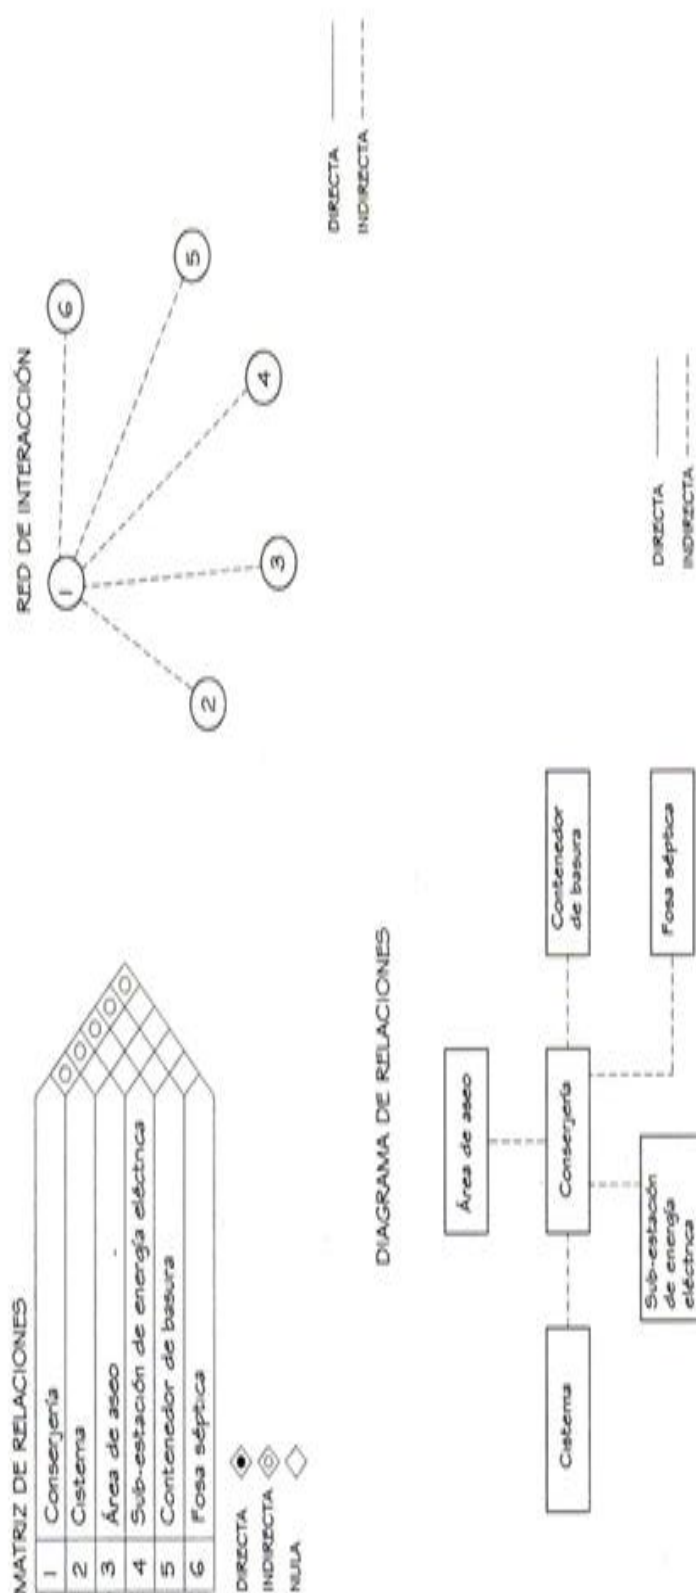 MATRIZ DE RELACIONES
1 Conserjería
2 Cisterna
3 Área de aseo
4 Sub-estación de energía eléctrica
5 Contenedor de basura
6 Fosa séptica
DIRECTA
INDIRECTA
NULA
RED DE INTERACCIÓN
1
2
3
4
5
6
DIRECTA
INDIRECTA
DIAGRAMA DE RELACIONES
Área de aseo
Cisterna
Conserjería
Contenedor
de basura
Sub-estación
de energía
eléctrica
Fosa séptica
DIRECTA
INDIRECTA